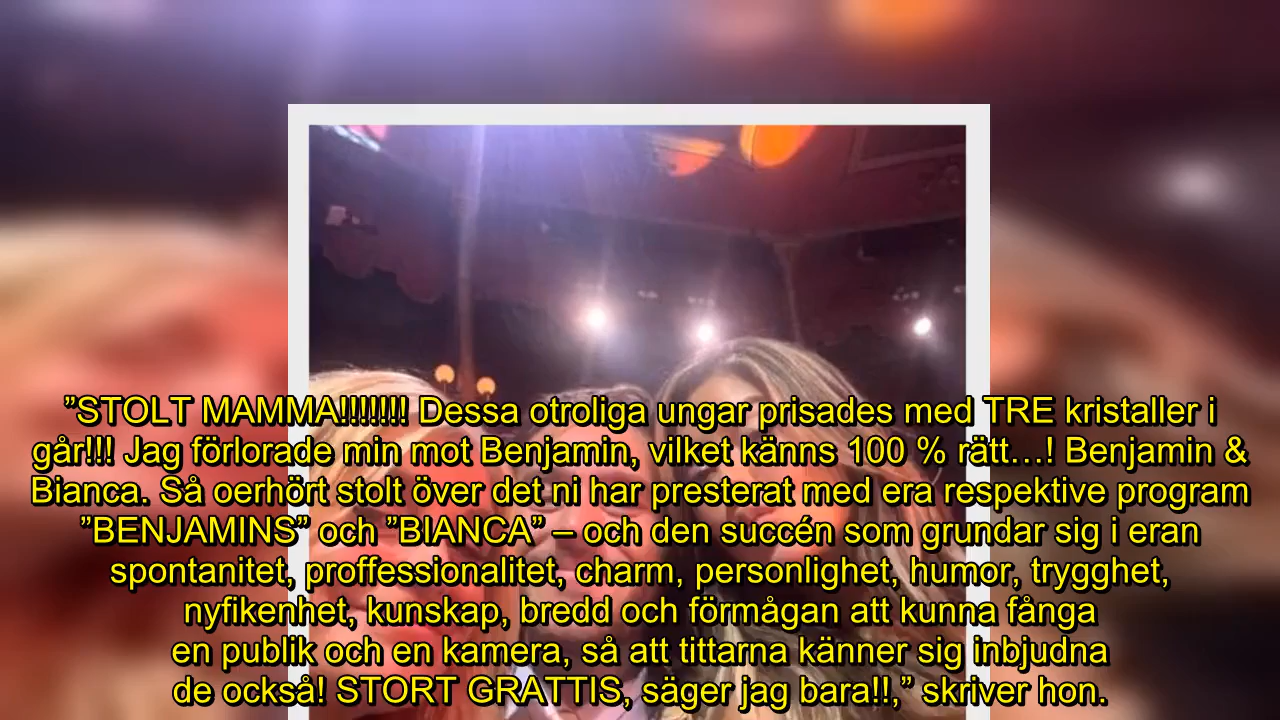 ”STOLT MAMMA!!!!!!! Dessa otroliga ungar prisades med TRE kristaller i
går!!! Jag förlorade min mot Benjamin, vilket känns 100 % rätt…! Benjamin &
Bianca. Så oerhört stolt över det ni har presterat med era respektive program
”BENJAMINS” och ”BIANCA” – och den succén som grundar sig i eran
spontanitet, proffessionalitet, charm, personlighet, humor, trygghet,
nyfikenhet, kunskap, bredd och förmågan att kunna fånga
en publik och en kamera, så att tittarna känner sig inbjudna
de också! STORT GRATTIS, säger jag bara!!,” skriver hon.